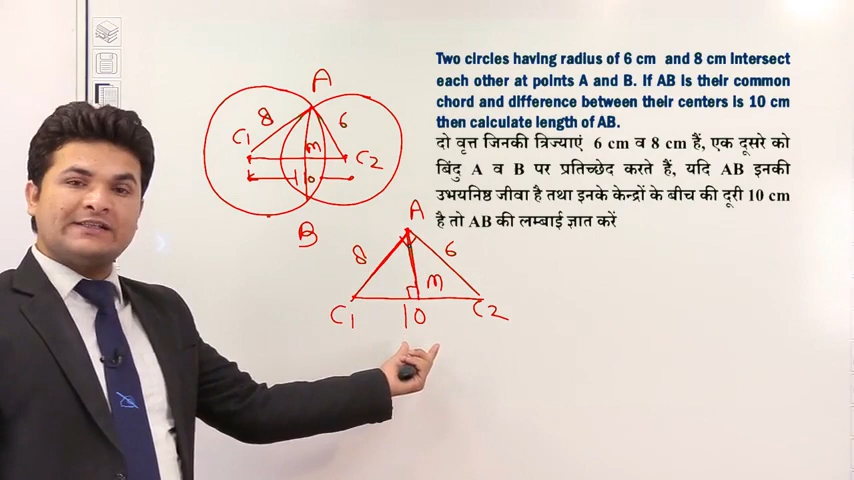 Two circles having radius of 6 cm and 8 cm intersect
each other at points A and B. If AB is their common
chord and difference between their centers is 10 cm
then calculate length of AB.
दो वृत्त जिनकी त्रिज्याएं 6 cm व 8 cm हैं, एक दूसरे को
बिंदु A व B पर प्रतिच्छेद करते हैं, यदि AB इनकी
उभयनिष्ठ जीवा है तथा इनके केन्द्रों के बीच की दूरी 10 cm
है तो AB की लम्बाई ज्ञात करें
A
8 6
C1 M C2
10
B
A
8 6
M
C1 10 C2